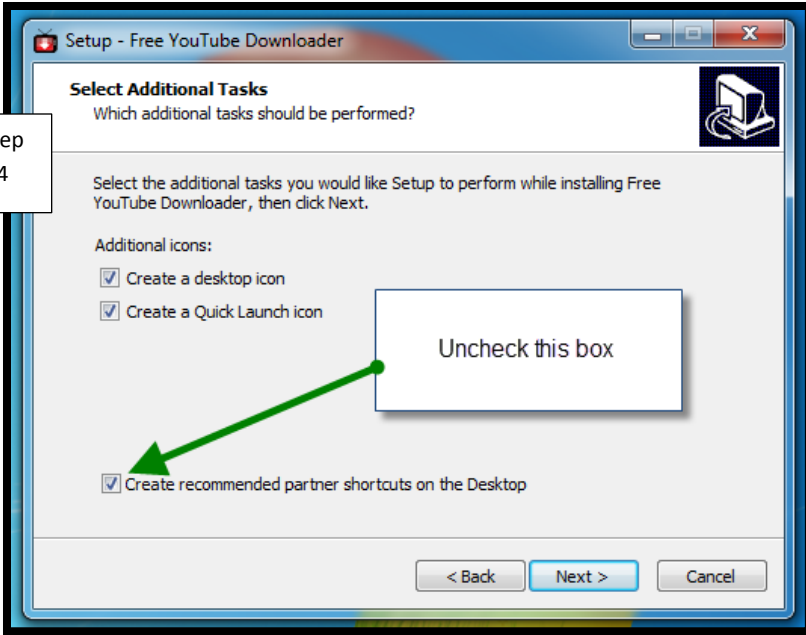 Setup - Free YouTube Downloader
Select Additional Tasks
Which additional tasks should be performed?
ep
4
Select the additional tasks you would like Setup to perform while installing Free
YouTube Downloader, then click Next.
Additional icons:
Create a desktop icon
Create a Quick Launch icon
Uncheck this box
Create recommended partner shortcuts on the Desktop
< Back
Next >
Cancel